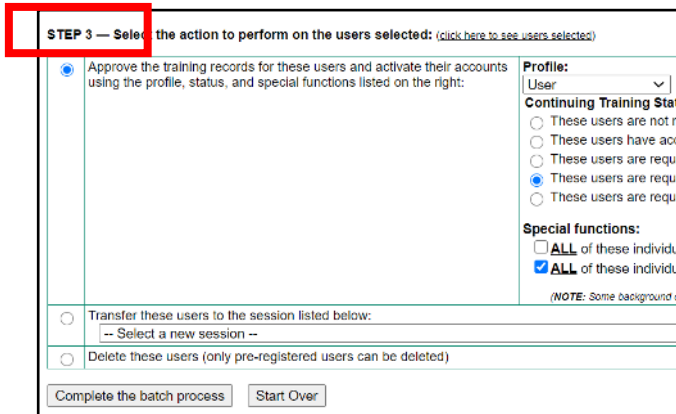 STEP 3 — Select the action to perform on the users selected: (click here to see users selected)
Approve the training records for these users and activate their accounts
using the profile, status, and special functions listed on the right:
Profile:
User
Continuing Training Stat
These users are not r
These users have acc
These users are requ
These users are requ
These users are requ
Special functions:
ALL of these individu
ALL of these individu
(NOTE: Some background
Transfer these users to the session listed below:
-- Select a new session --
Delete these users (only pre-registered users can be deleted)
Complete the batch process
Start Over